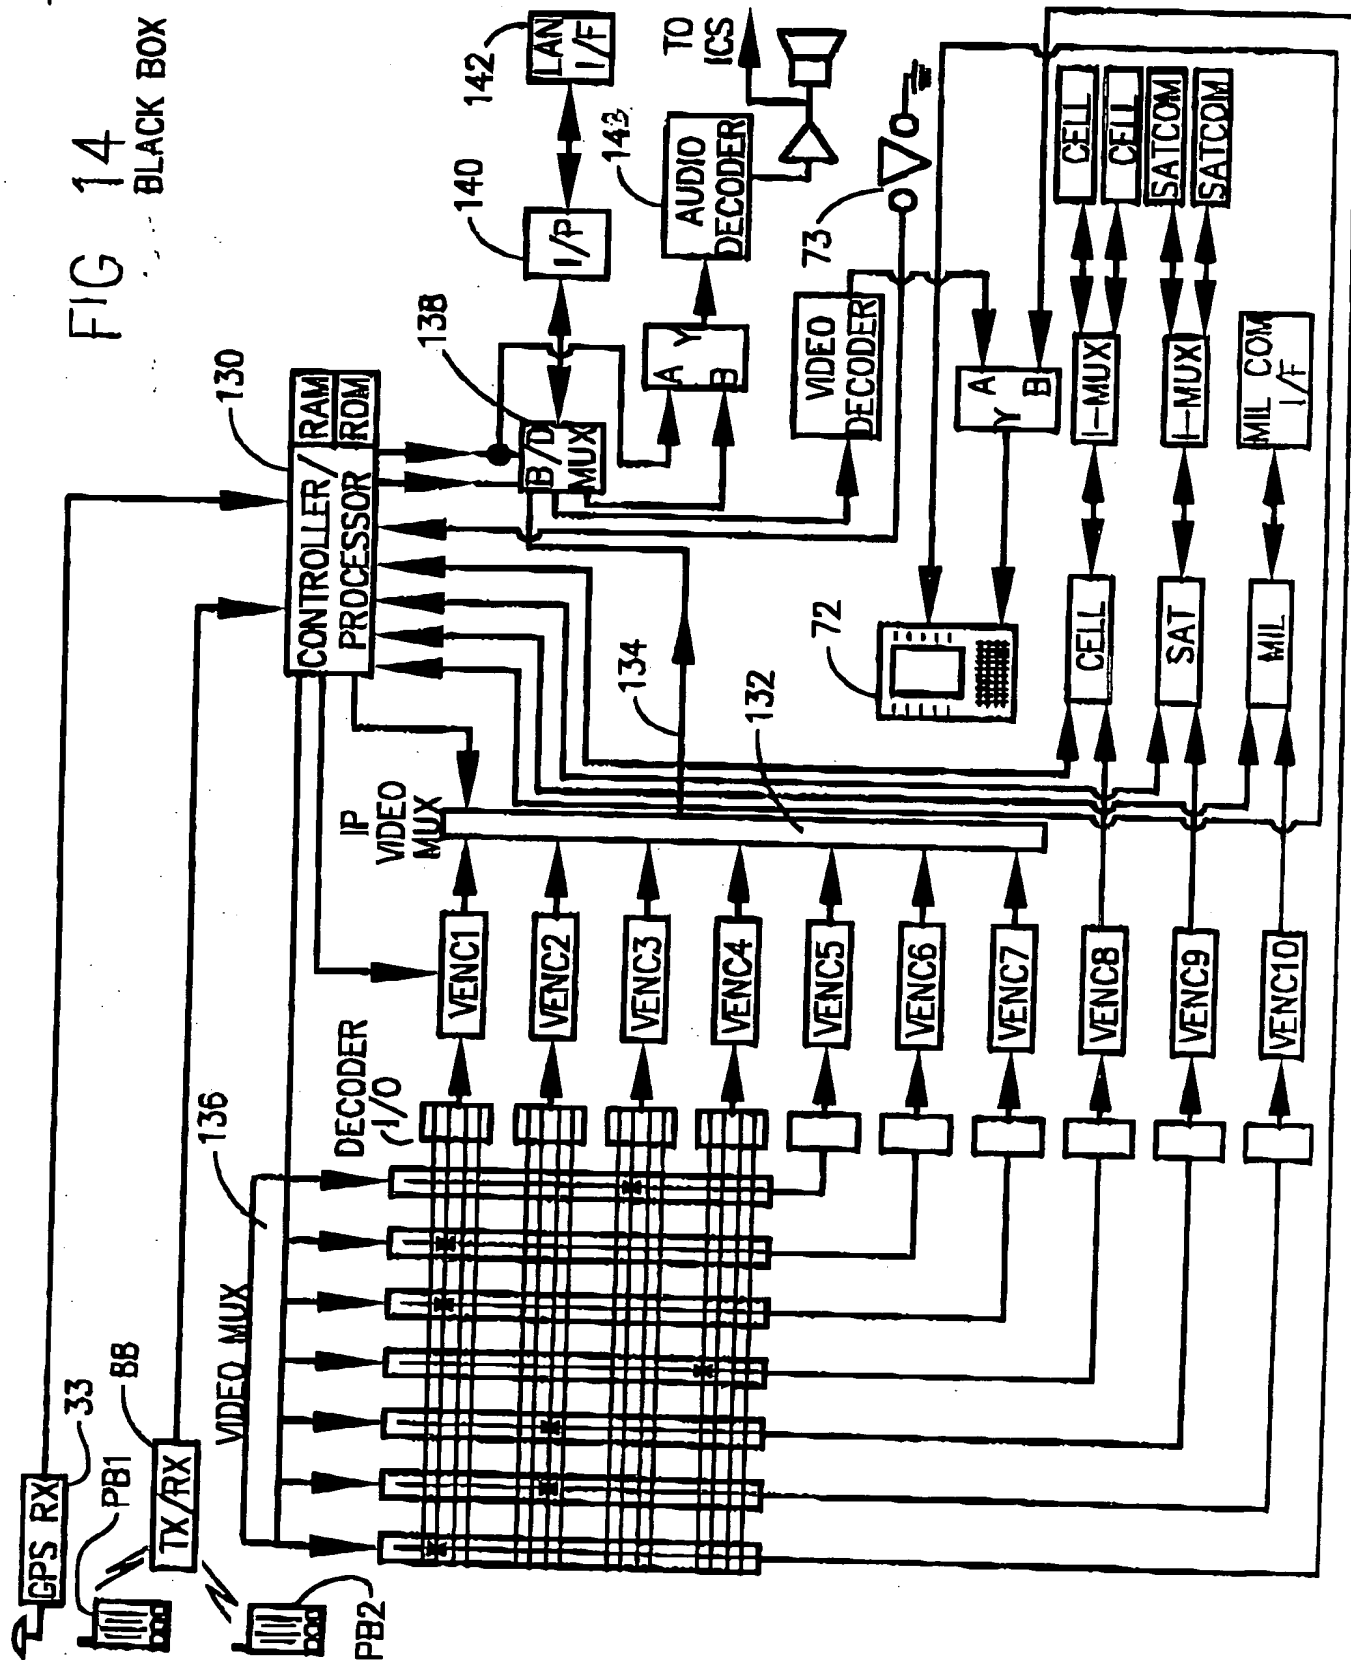 FIG 14
BLACK BOX
GPS RX
33
PB1
TX/RX
88
PB2
VIDEO MUX
136
DECODER
I/O
CONTROLLER/
PROCESSOR
RAM
ROM
130
IP
VIDEO
MUX
VENC1
VENC2
VENC3
VENC4
VENC5
VENC6
VENC7
VENC8
VENC9
VENC10
132
134
B/D
MUX
138
I/P
140
LAN
I/F
142
A
B
Y
AUDIO
DECODER
143
TO
ICS
VIDEO
DECODER
73
A
B
Y
72
CELL
SAT
MIL
I-MUX
I-MUX
MIL COM
I/F
CELL
CELL
SATCOM
SATCOM